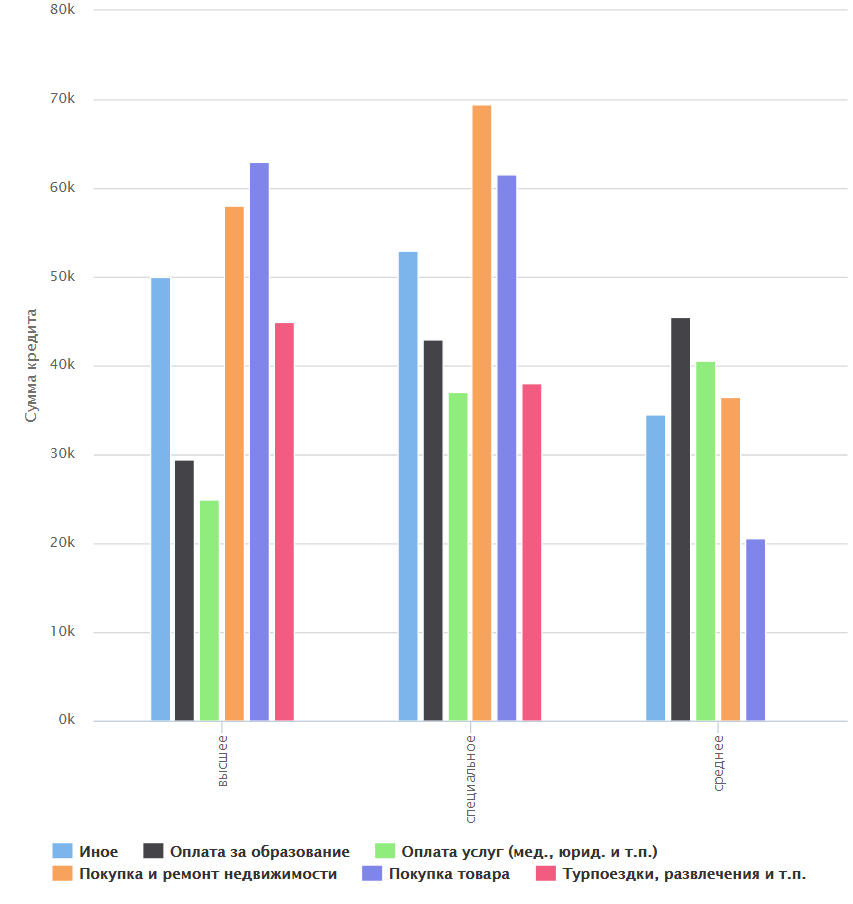 80k
70k
60k
50k
40k
30k
20k
10k
0k
Сумма кредита
высшее
специальное
среднее
Иное
Оплата за образование
Оплата услуг (мед., юрид. и т.п.)
Покупка и ремонт недвижимости
Покупка товара
Турпоездки, развлечения и т.п.